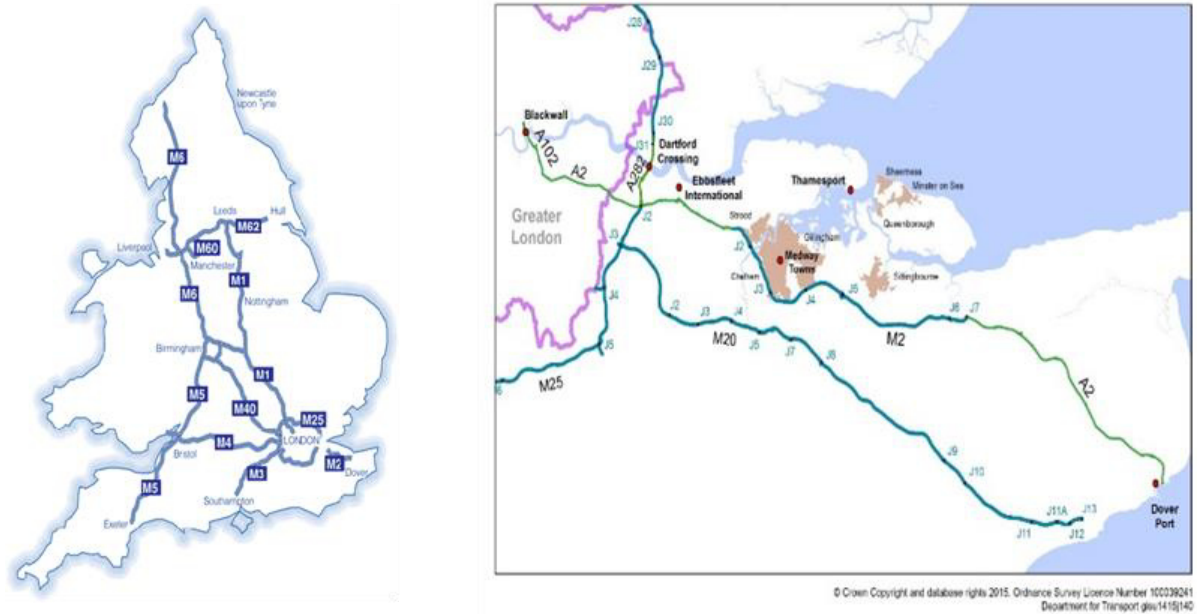 Newcastle
upon Tyne
M6
Leeds
Hull
M62
Liverpool
M60
Manchester
M1
M6
Nottingham
Birmingham
M1
M5
M40
M25
LONDON
M4
M2
Bristol
Dover
M3
M5
Southampton
Exeter
J28
J29
Blackwall
J30
A102
J31
Dartford
Crossing
A2
A282
Ebbsfleet
International
Thamesport
Sheerness
Minster on Sea
Greater
London
J2
Strood
Queenborough
J3
J2
Gillingham
Medway
Towns
Chatham
Sittingbourne
J4
J3
J4
J5
J2
J3
J4
J6
J7
M20
J5
J7
M2
J5
J8
M25
A2
J9
J10
J11A
J13
J11
J12
Dover
Port
© Crown Copyright and database rights 2015. Ordnance Survey Licence Number 100039241